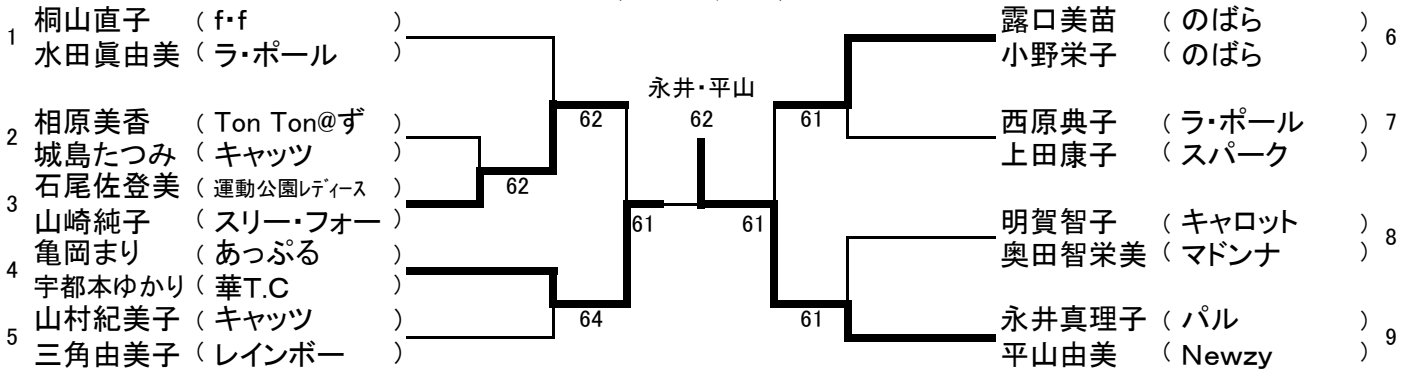 1 桐山直子 ( f・f )
水田眞由美 ( ラ・ポール )
2 相原美香 ( Ton Ton@ず )
城島たつみ ( キャッツ )
3 石尾佐登美 ( 運動公園レディース )
山崎純子 ( スリー・フォー )
4 亀岡まり ( あっぷる )
宇都本ゆかり ( 華T.C )
5 山村紀美子 ( キャッツ )
三角由美子 ( レインボー )
62
62
64
61
永井・平山
62
61
61
61
露口美苗 ( のばら ) 6
小野栄子 ( のばら )
西原典子 ( ラ・ポール ) 7
上田康子 ( スパーク )
明賀智子 ( キャロット ) 8
奥田智栄美 ( マドンナ )
永井真理子 ( パル ) 9
平山由美 ( Newzy )